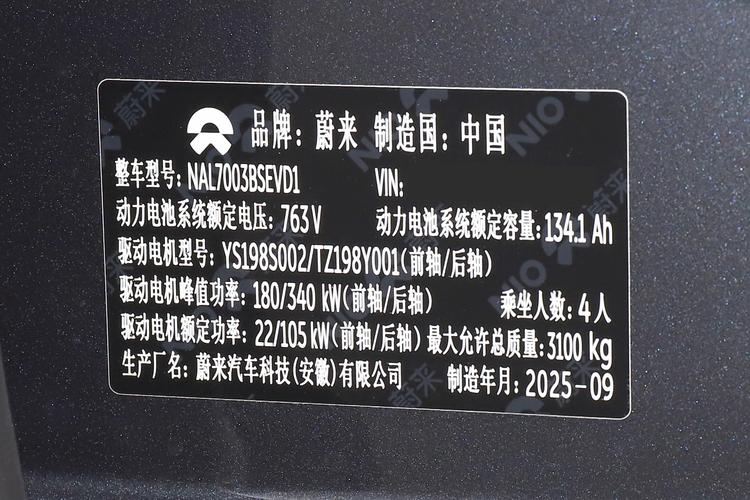 品牌: 蔚来 制造国: 中国
整车型号: NAL7003BSEVD1 VIN:
动力电池系统额定电压: 763 V 动力电池系统额定容量: 134.1 Ah
驱动电机型号: YS198S002/TZ198Y001(前轴/后轴)
驱动电机峰值功率: 180/340 kW(前轴/后轴) 乘坐人数: 4 人
驱动电机额定功率: 22/105 kW(前轴/后轴) 最大允许总质量: 3100 kg
生产厂名: 蔚来汽车科技(安徽)有限公司 制造年月: 2025-09